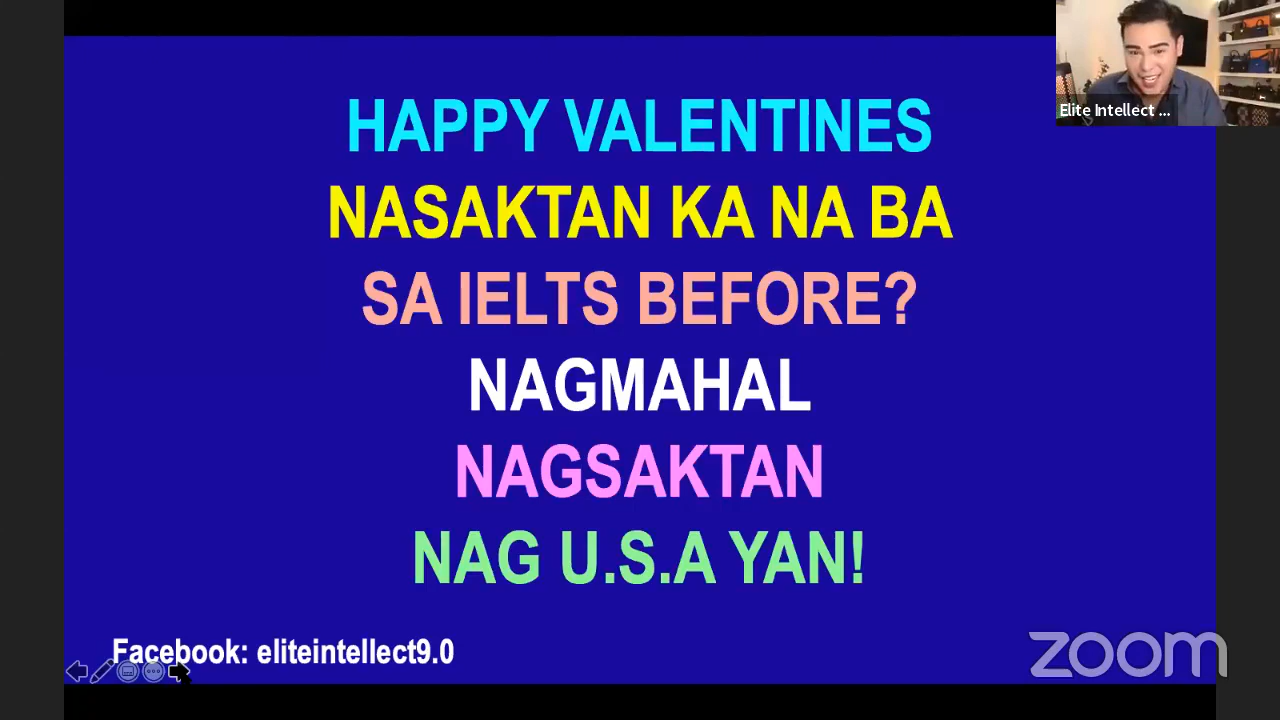 Elite Intellect ...
HAPPY VALENTINES
NASAKTAN KA NA BA
SA IELTS BEFORE?
NAGMAHAL
NAGSAKTAN
NAG U.S.A YAN!
Facebook: eliteintellect9.0
zoom